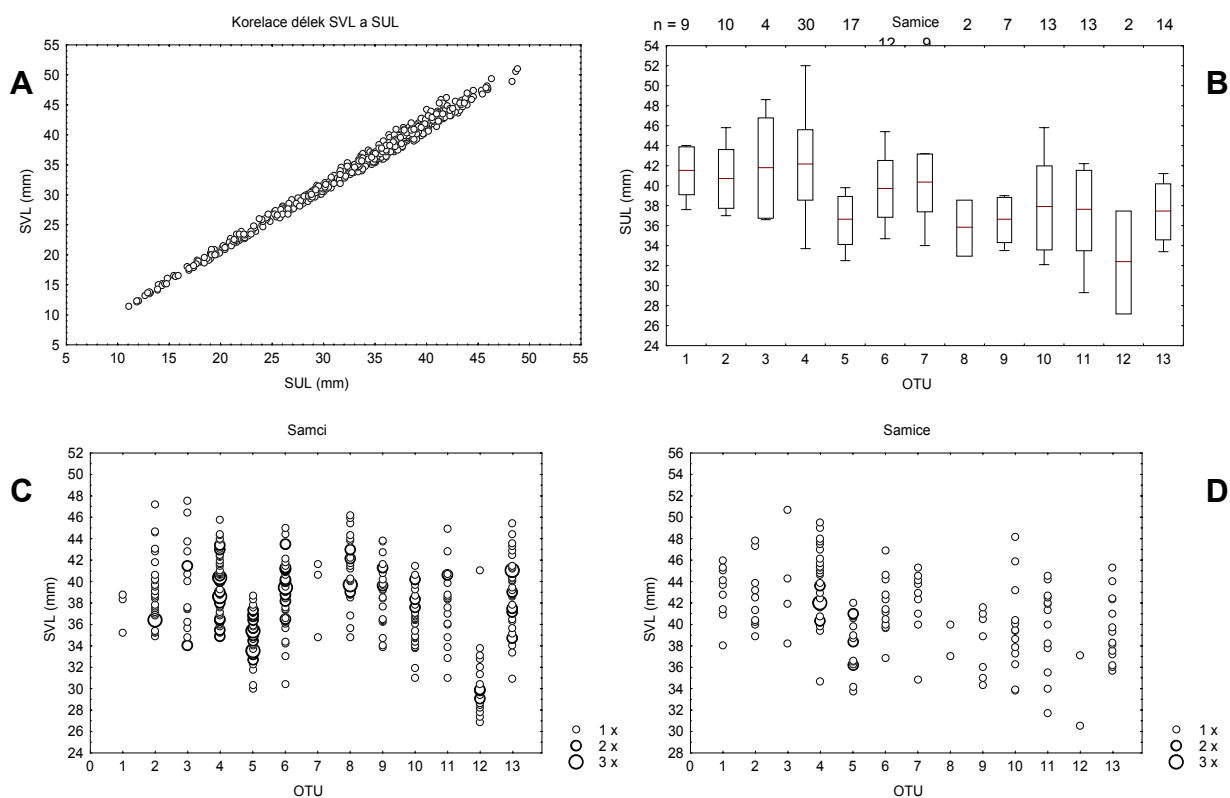 Korelace délek SVL a SUL
A
55
50
45
40
35
30
25
20
15
10
5
SVL (mm)
5 10 15 20 25 30 35 40 45 50 55
SUL (mm)
n = 9 10 4 30 17 Samice 2 7 13 13 2 14
12 9
B
54
52
50
48
46
44
42
40
38
36
34
32
30
28
26
24
SUL (mm)
1 2 3 4 5 6 7 8 9 10 11 12 13
OTU
Samci
C
52
50
48
46
44
42
40
38
36
34
32
30
28
26
24
SVL (mm)
0 1 2 3 4 5 6 7 8 9 10 11 12 13
OTU
1 x
2 x
3 x
Samice
D
56
54
52
50
48
46
44
42
40
38
36
34
32
30
28
SVL (mm)
0 1 2 3 4 5 6 7 8 9 10 11 12 13
OTU
1 x
2 x
3 x